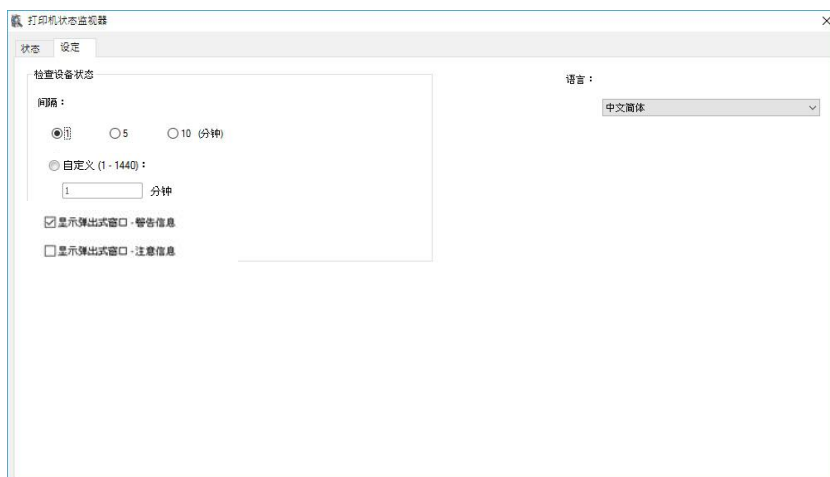 打印机状态监视器
状态 设定
检查设备状态
间隔：
1 5 10 (分钟)
自定义 (1 - 1440)：
1 分钟
显示弹出式窗口 - 警告信息
显示弹出式窗口 - 注意信息
语言：
中文简体